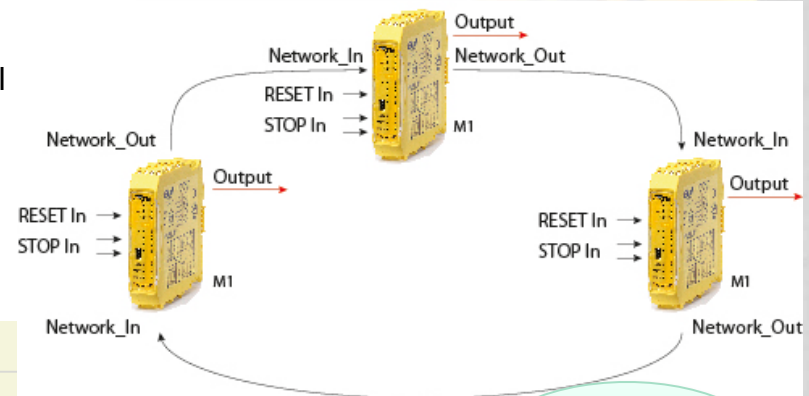 Output
Network_In
Network_Out
RESET In
STOP In
M1
Network_Out
Output
RESET In
STOP In
M1
Network_In
Network_In
Output
RESET In
STOP In
M1
Network_Out